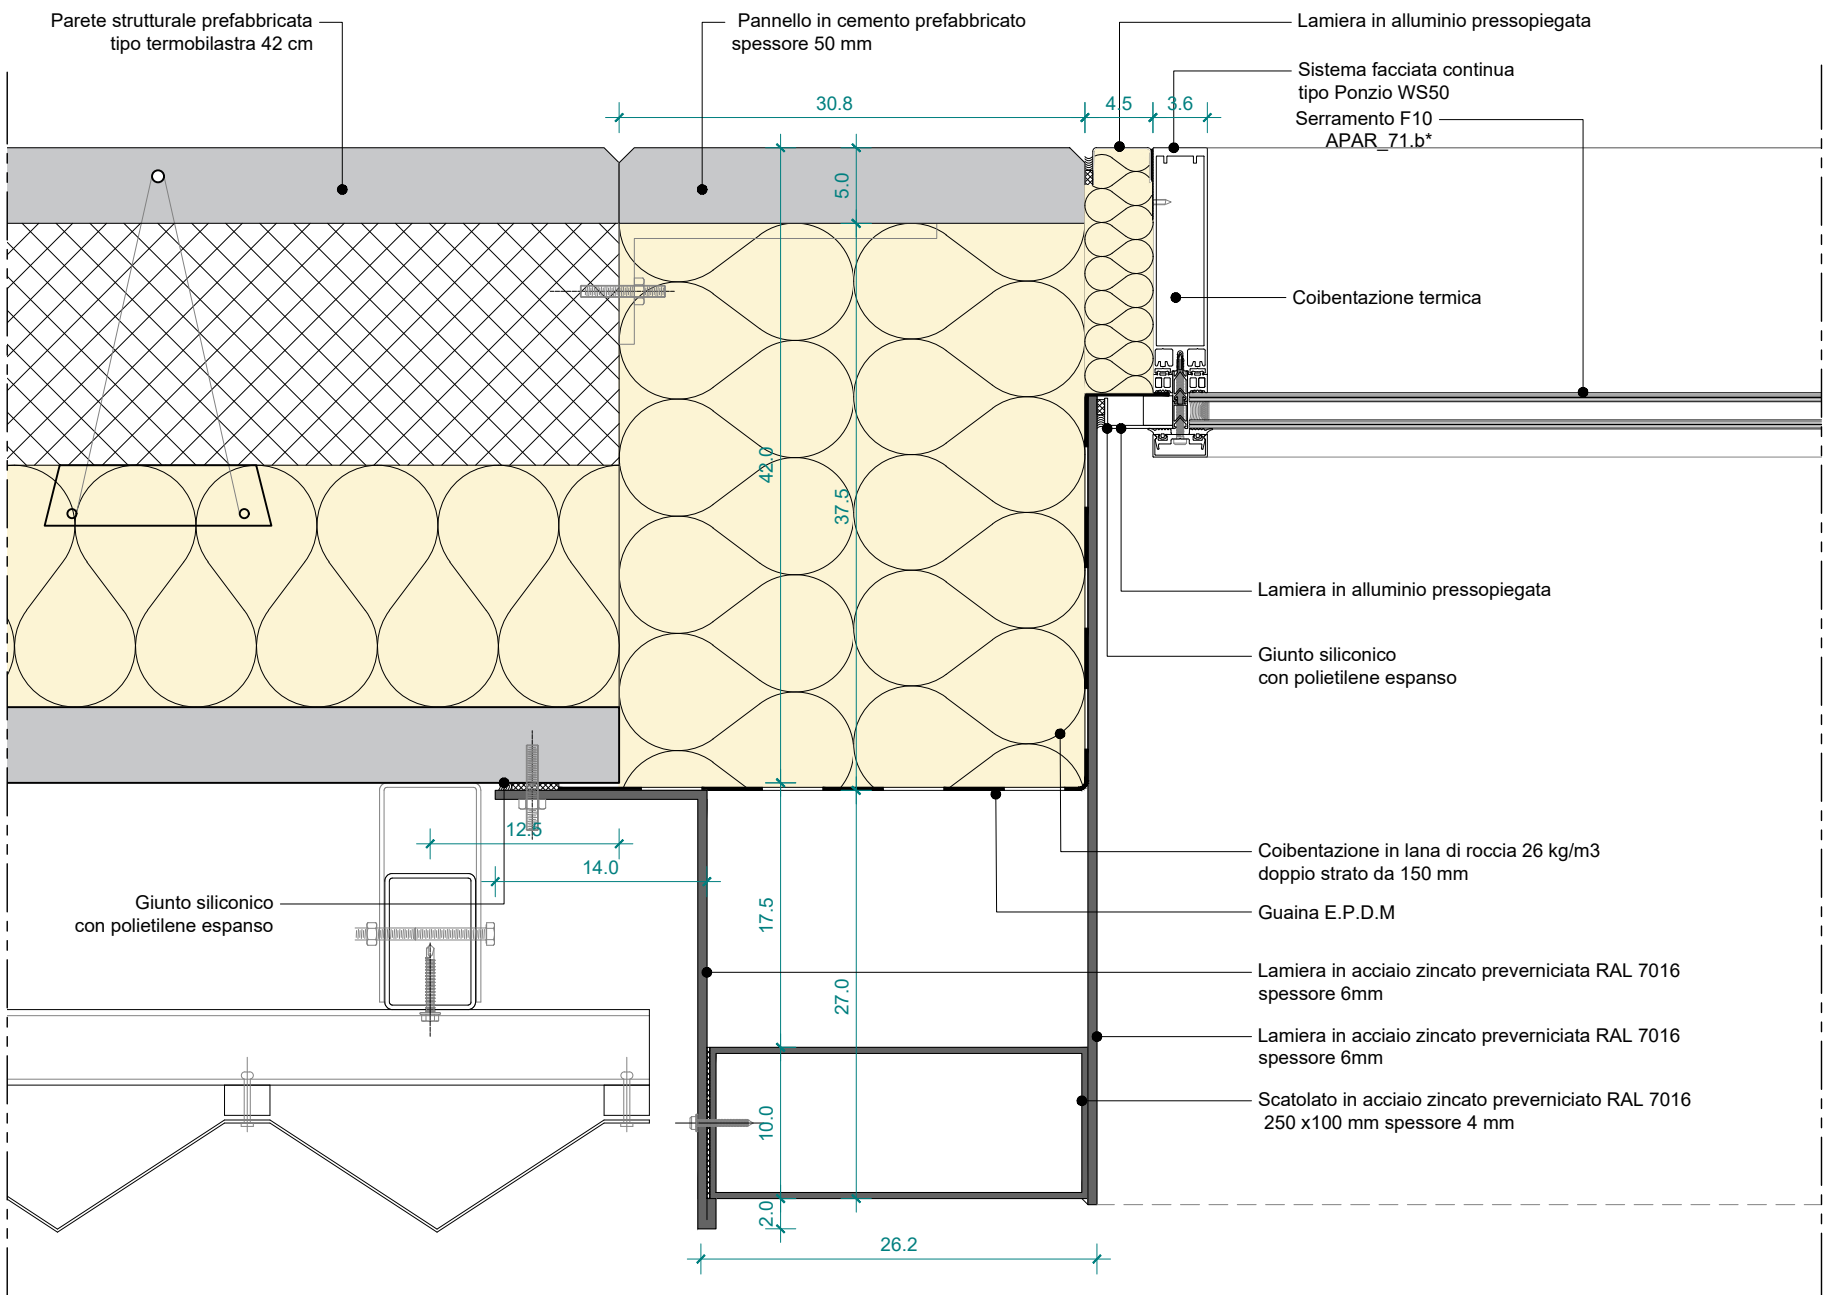 Parete strutturale prefabbricata
tipo termobilastra 42 cm
Pannello in cemento prefabbricato
spessore 50 mm
Lamiera in alluminio pressopiegata
Sistema facciata continua
tipo Ponzio WS50
Serramento F10
APAR_71.b*
30.8
4.5
3.6
5.0
Coibentazione termica
42.0
37.5
Lamiera in alluminio pressopiegata
Giunto siliconico
con polietilene espanso
12.5
14.0
Coibentazione in lana di roccia 26 kg/m3
doppio strato da 150 mm
Giunto siliconico
con polietilene espanso
17.5
Guaina E.P.D.M
27.0
Lamiera in acciaio zincato preverniciata RAL 7016
spessore 6mm
Lamiera in acciaio zincato preverniciata RAL 7016
spessore 6mm
Scatolato in acciaio zincato preverniciato RAL 7016
250 x100 mm spessore 4 mm
10.0
2.0
26.2